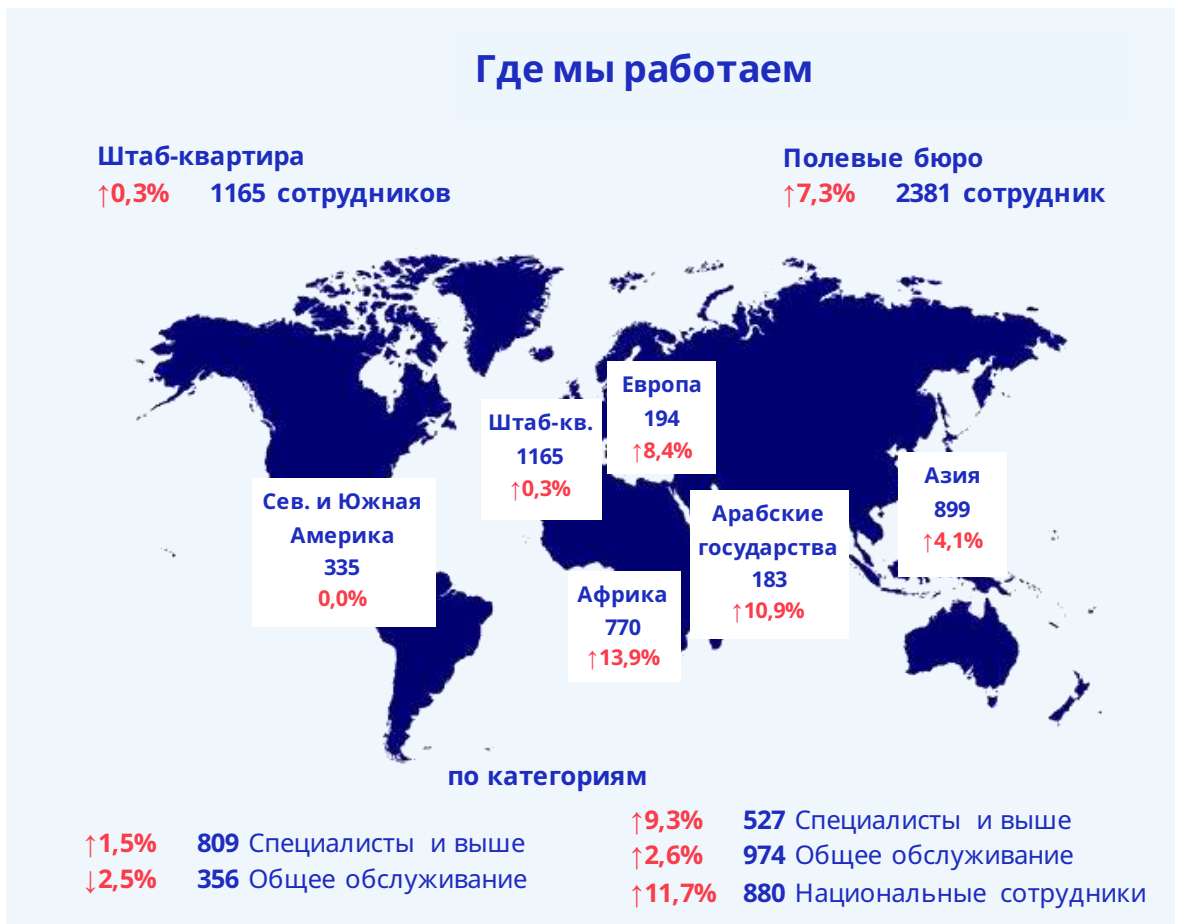 Где мы работаем
Штаб-квартира
↑0,3% 1165 сотрудников
Полевые бюро
↑7,3% 2381 сотрудник
Европа
194
↑8,4%
Штаб-кв.
1165
↑0,3%
Азия
899
↑4,1%
Сев. и Южная
Америка
335
0,0%
Арабские
государства
183
↑10,9%
Африка
770
↑13,9%
по категориям
↑1,5% 809 Специалисты и выше
↓2,5% 356 Общее обслуживание
↑9,3% 527 Специалисты и выше
↑2,6% 974 Общее обслуживание
↑11,7% 880 Национальные сотрудники